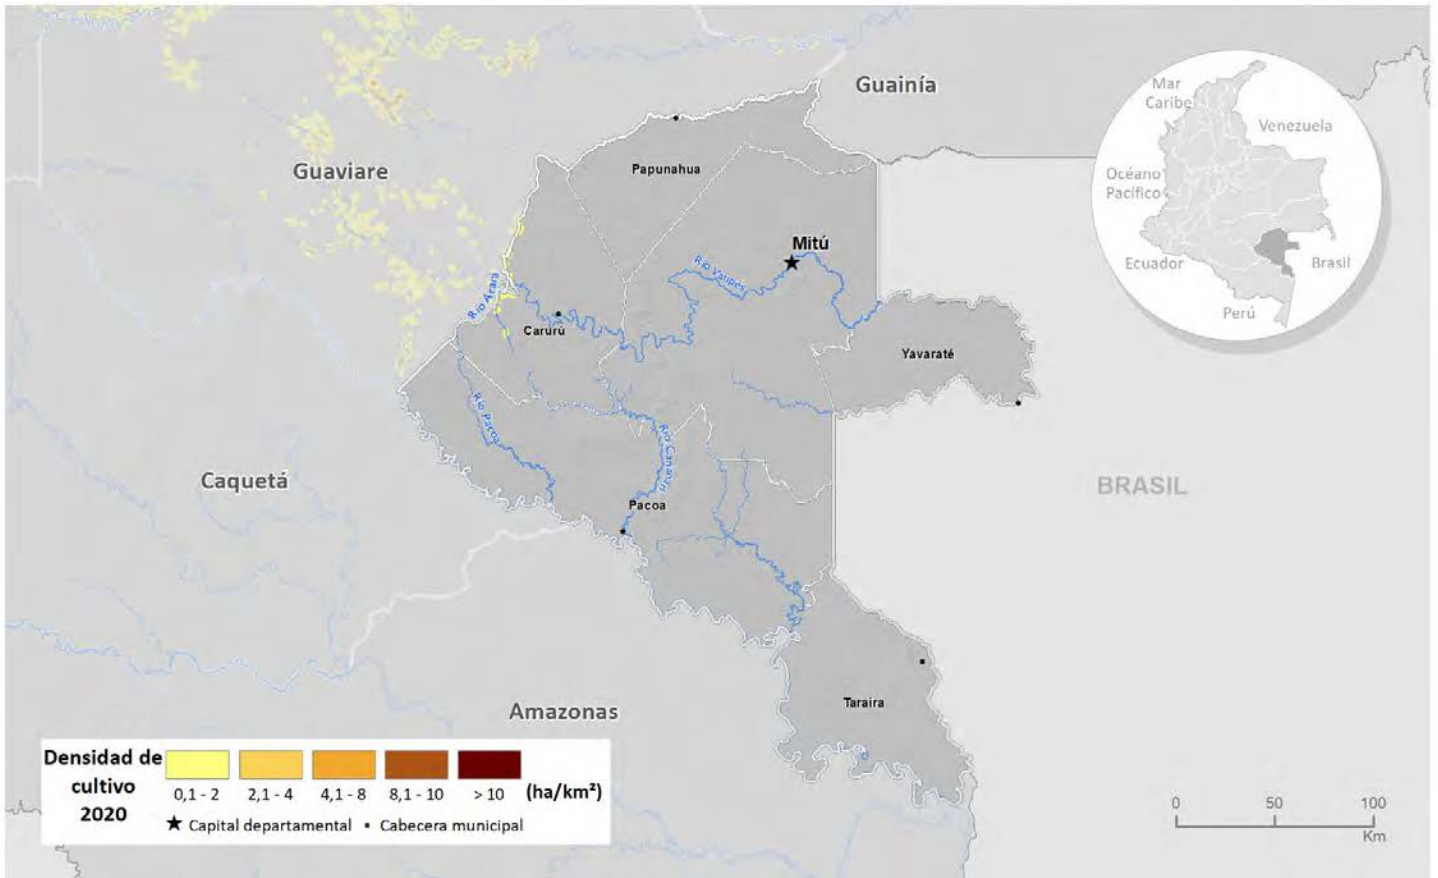 Guainía
Mar
Caribe
Venezuela
Océano
Pacífico
Ecuador
Brasil
Perú
Guaviare
Papunahua
Mitú
Río Vaupés
Río Arara
Carurú
Yavaraté
Río Pacoa
Río Cananarí
Caquetá
Pacoa
BRASIL
Taraira
Amazonas
Densidad de
cultivo
2020
0,1 - 2
2,1 - 4
4,1 - 8
8,1 - 10
> 10
(ha/km²)
Capital departamental
Cabecera municipal
0 50 100
Km